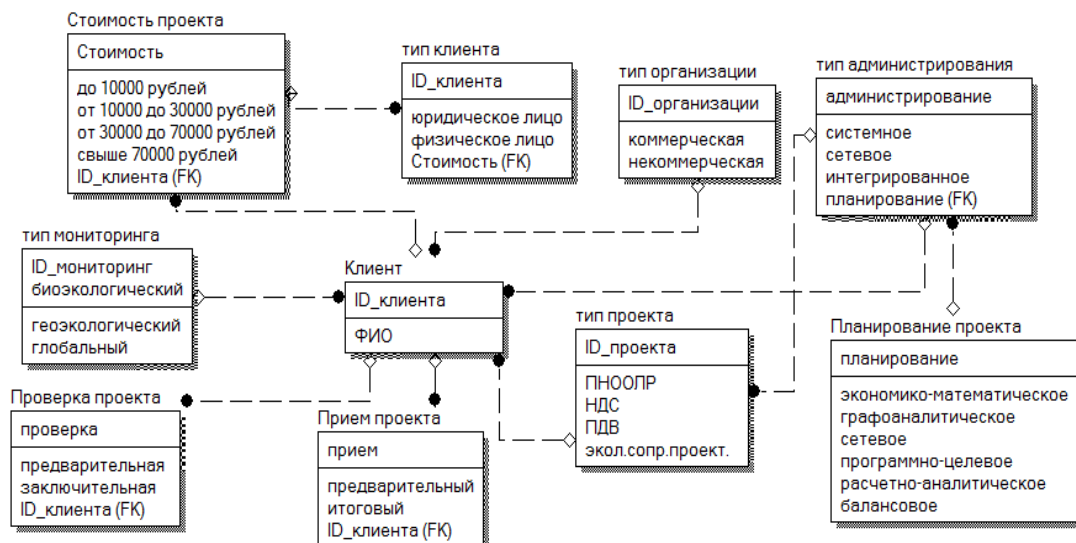 Стоимость проекта
Стоимость
до 10000 рублей
от 10000 до 30000 рублей
от 30000 до 70000 рублей
свыше 70000 рублей
ID_клиента (FK)
тип клиента
ID_клиента
юридическое лицо
физическое лицо
Стоимость (FK)
тип организации
ID_организации
коммерческая
некоммерческая
тип администрирования
администрирование
системное
сетевое
интегрированное
планирование (FK)
тип мониторинга
ID_мониторинг
биоэкологический
геоэкологический
глобальный
Клиент
ID_клиента
ФИО
тип проекта
ID_проекта
ПНООЛР
НДС
ПДВ
экол.сопр.проект.
Планирование проекта
планирование
экономико-математическое
графоаналитическое
сетевое
программно-целевое
расчетно-аналитическое
балансовое
Проверка проекта
проверка
предварительная
заключительная
ID_клиента (FK)
Прием проекта
прием
предварительный
итоговый
ID_клиента (FK)